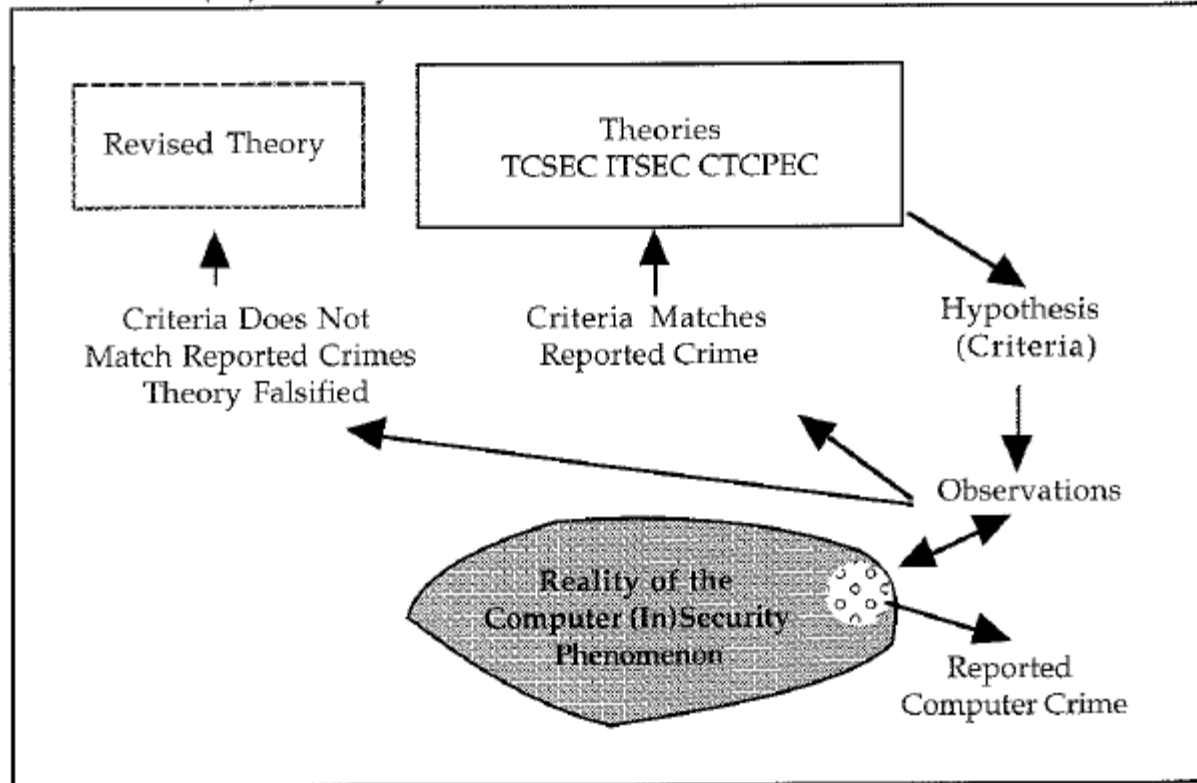 Revised Theory
Theories
TCSEC ITSEC CTCPEC
Criteria Does Not
Match Reported Crimes
Theory Falsified
Criteria Matches
Reported Crime
Hypothesis
(Criteria)
Observations
Reality of the
Computer (In)Security
Phenomenon
Reported
Computer Crime